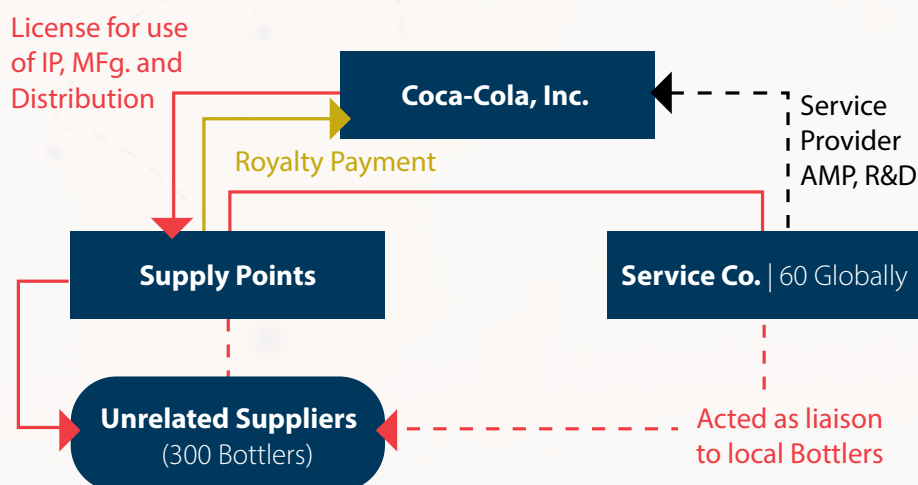 License for use
of IP, MFg. and
Distribution
Coca-Cola, Inc.
Service
Provider
AMP, R&D
Royalty Payment
Supply Points
Service Co. | 60 Globally
Unrelated Suppliers
(300 Bottlers)
Acted as liaison
to local Bottlers